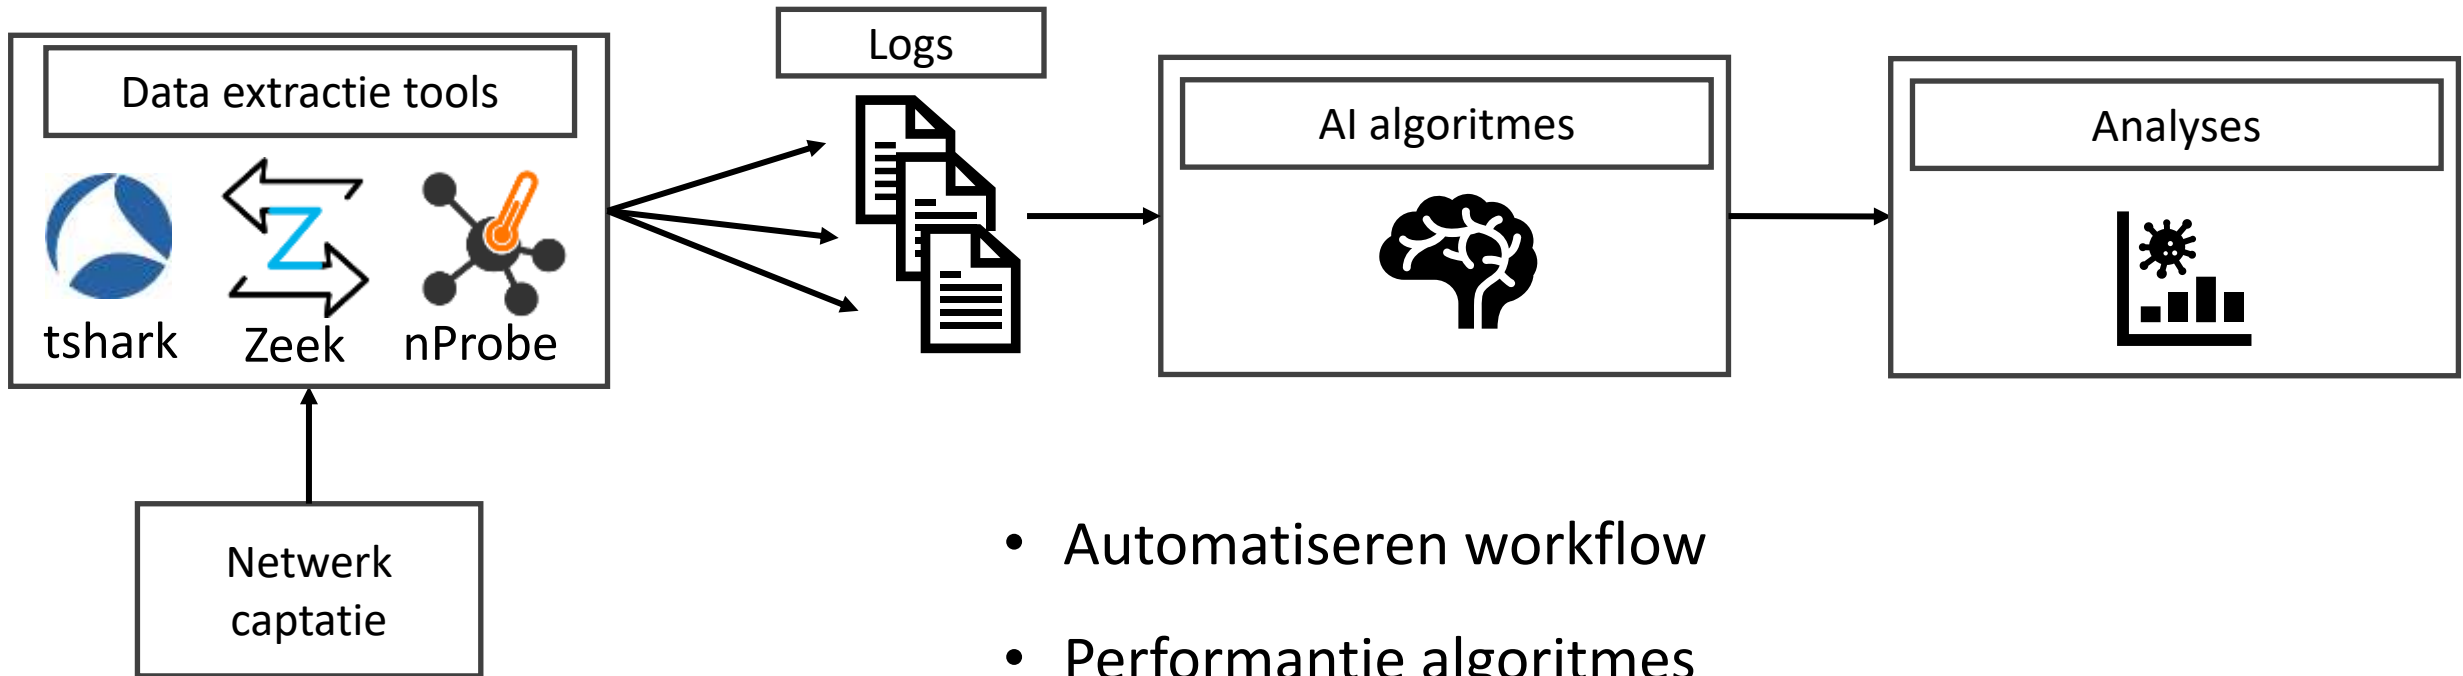 Data extractie tools
tshark
Zeek
nProbe
Netwerk
captatie
Logs
AI algoritmes
Analyses
• Automatiseren workflow
• Performantie algoritmes